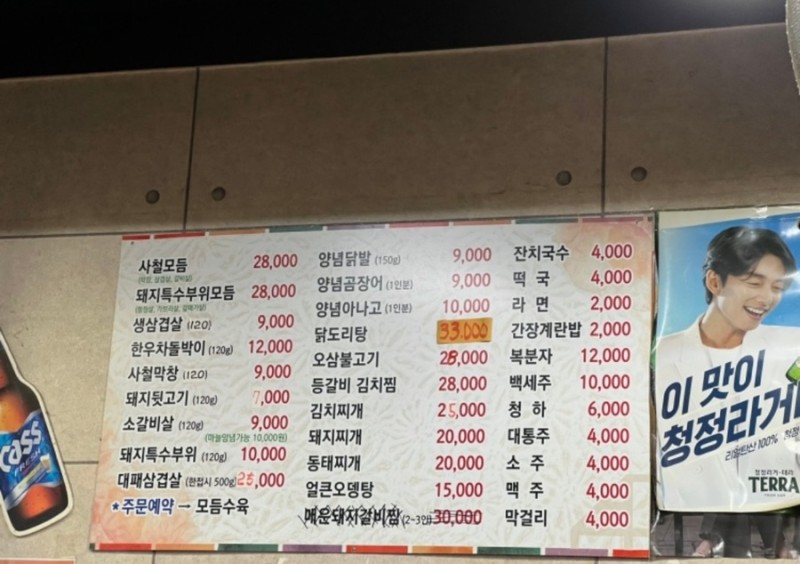 사철모듬 28,000
돼지특수부위모듬 28,000
생삼겹살 (120) 9,000
한우차돌박이 (120g) 12,000
사철막창 (120) 9,000
돼지뒷고기 (120g) 7,000
소갈비살 (120g) 9,000
(마늘양념가능 10,000원)
돼지특수부위 (120g) 10,000
대패삼겹살 (한접시 500g) 25,000
*주문예약 → 모듬수육
양념닭발 (150g) 9,000
양념곰장어 (1인분) 9,000
양념아나고 (1인분) 10,000
닭도리탕 33.000
오삼불고기 28,000
등갈비 김치찜 28,000
김치찌개 25,000
돼지찌개 20,000
동태찌개 20,000
얼큰오뎅탕 15,000
매운돼지갈비찜 (2~3인) 30,000
잔치국수 4,000
떡 국 4,000
라 면 2,000
간장계란밥 2,000
복분자 12,000
백세주 10,000
청 하 6,000
대통주 4,000
소 주 4,000
맥 주 4,000
막걸리 4,000
Cass
FRESH
이 맛이
청정라거
리얼탄산 100%
청정라거-테라
TERRA